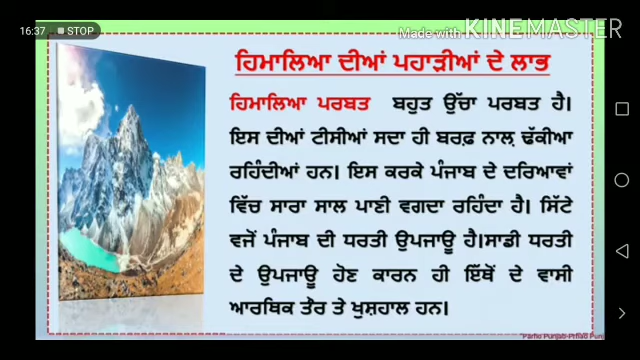 16:37
STOP
Made with KINEMASTER
ਹਿਮਾਲਿਆ ਦੀਆਂ ਪਹਾੜੀਆਂ ਦੇ ਲਾਭ
ਹਿਮਾਲਿਆ ਪਰਬਤ ਬਹੁਤ ਉੱਚਾ ਪਰਬਤ ਹੈ।
ਇਸ ਦੀਆਂ ਟੀਸੀਆਂ ਸਦਾ ਹੀ ਬਰਫ਼ ਨਾਲ਼ ਢੱਕੀਆ
ਰਹਿੰਦੀਆਂ ਹਨ। ਇਸ ਕਰਕੇ ਪੰਜਾਬ ਦੇ ਦਰਿਆਵਾਂ
ਵਿੱਚ ਸਾਰਾ ਸਾਲ ਪਾਣੀ ਵਗਦਾ ਰਹਿੰਦਾ ਹੈ। ਸਿੱਟੇ
ਵਜੋਂ ਪੰਜਾਬ ਦੀ ਧਰਤੀ ਉਪਜਾਊ ਹੈ।ਸਾਡੀ ਧਰਤੀ
ਦੇ ਉਪਜਾਊ ਹੋਣ ਕਾਰਨ ਹੀ ਇੱਥੋਂ ਦੇ ਵਾਸੀ
ਆਰਥਿਕ ਤੌਰ ਤੇ ਖੁਸ਼ਹਾਲ ਹਨ।